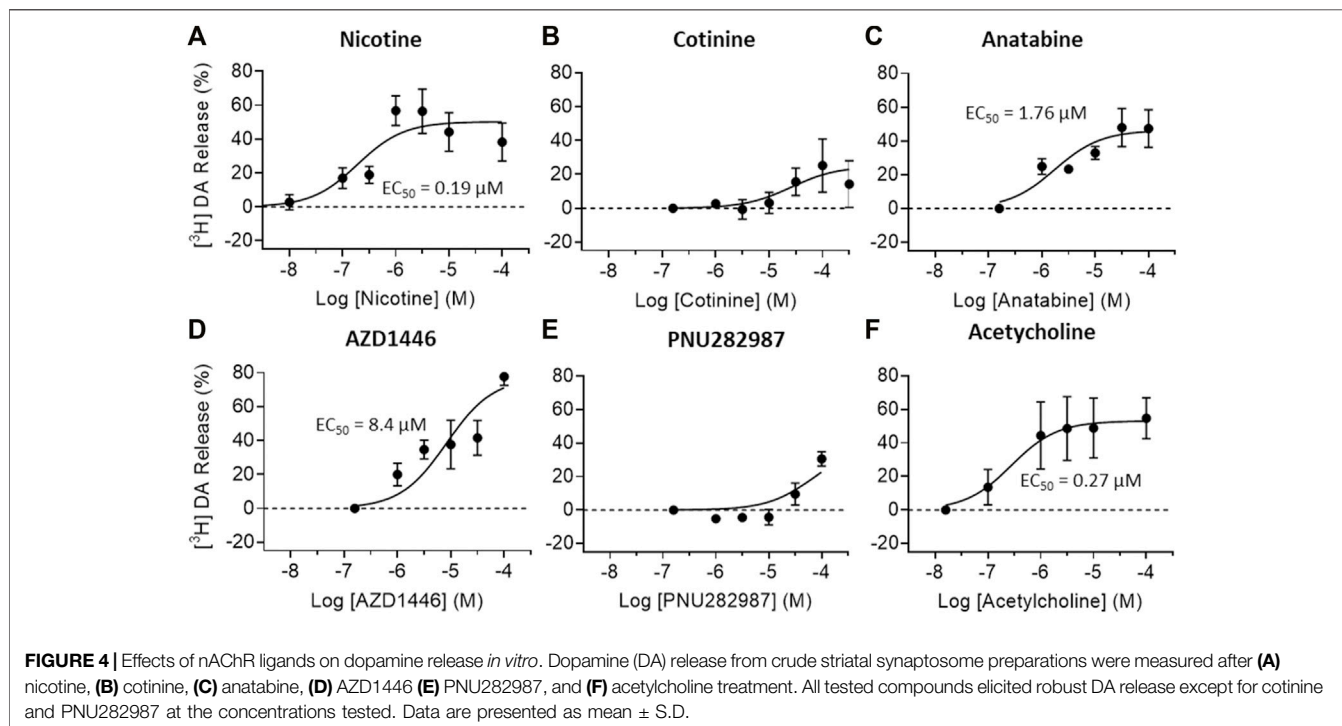 A
Nicotine
[³H] DA Release (%)
80
60
40
20
0
-20
EC₅₀ = 0.19 µM
-8 -7 -6 -5 -4
Log [Nicotine] (M)
B
Cotinine
80
60
40
20
0
-20
-8 -7 -6 -5 -4
Log [Cotinine] (M)
C
Anatabine
80
60
40
20
0
-20
EC₅₀ = 1.76 µM
-8 -7 -6 -5 -4
Log [Anatabine] (M)
D
AZD1446
[³H] DA Release (%)
80
60
40
20
0
-20
EC₅₀ = 8.4 µM
-8 -7 -6 -5 -4
Log [AZD1446] (M)
E
PNU282987
80
60
40
20
0
-20
-8 -7 -6 -5 -4
Log [PNU282987] (M)
F
Acetycholine
80
60
40
20
0
-20
EC₅₀ = 0.27 µM
-8 -7 -6 -5 -4
Log [Acetylcholine] (M)
FIGURE 4 | Effects of nAChR ligands on dopamine release in vitro. Dopamine (DA) release from crude striatal synaptosome preparations were measured after (A)
nicotine, (B) cotinine, (C) anatabine, (D) AZD1446 (E) PNU282987, and (F) acetylcholine treatment. All tested compounds elicited robust DA release except for cotinine
and PNU282987 at the concentrations tested. Data are presented as mean ± S.D.